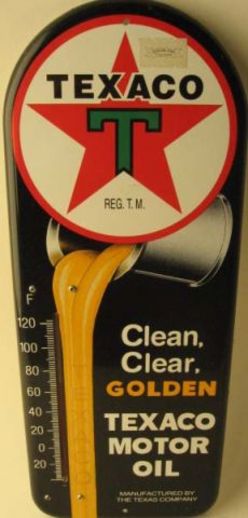 TEXACO
T
REG. T. M.
F
120
100
80
60
40
20
0
20
Clean,
Clear,
GOLDEN
TEXACO
MOTOR
OIL
TEXACO
MANUFACTURED BY
THE TEXAS COMPANY